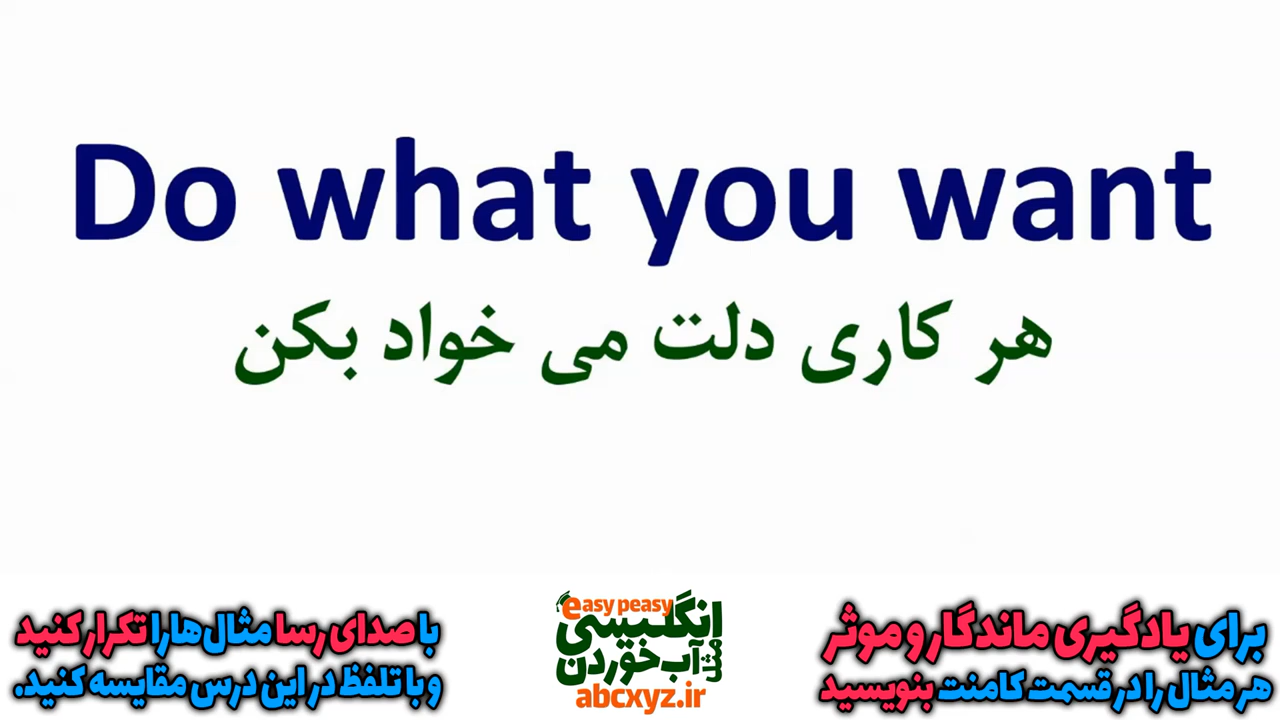 Do what you want
هر کاری دلت می خواد بکن
برای یادگیری ماندگار و موثر
هر مثال را در قسمت کامنت بنویسید
easy peasy
انگلیسی
مثل آب خوردن
abcxyz.ir
با صدای رسا مثال‌ها را تکرار کنید
و با تلفظ در این درس مقایسه کنید.